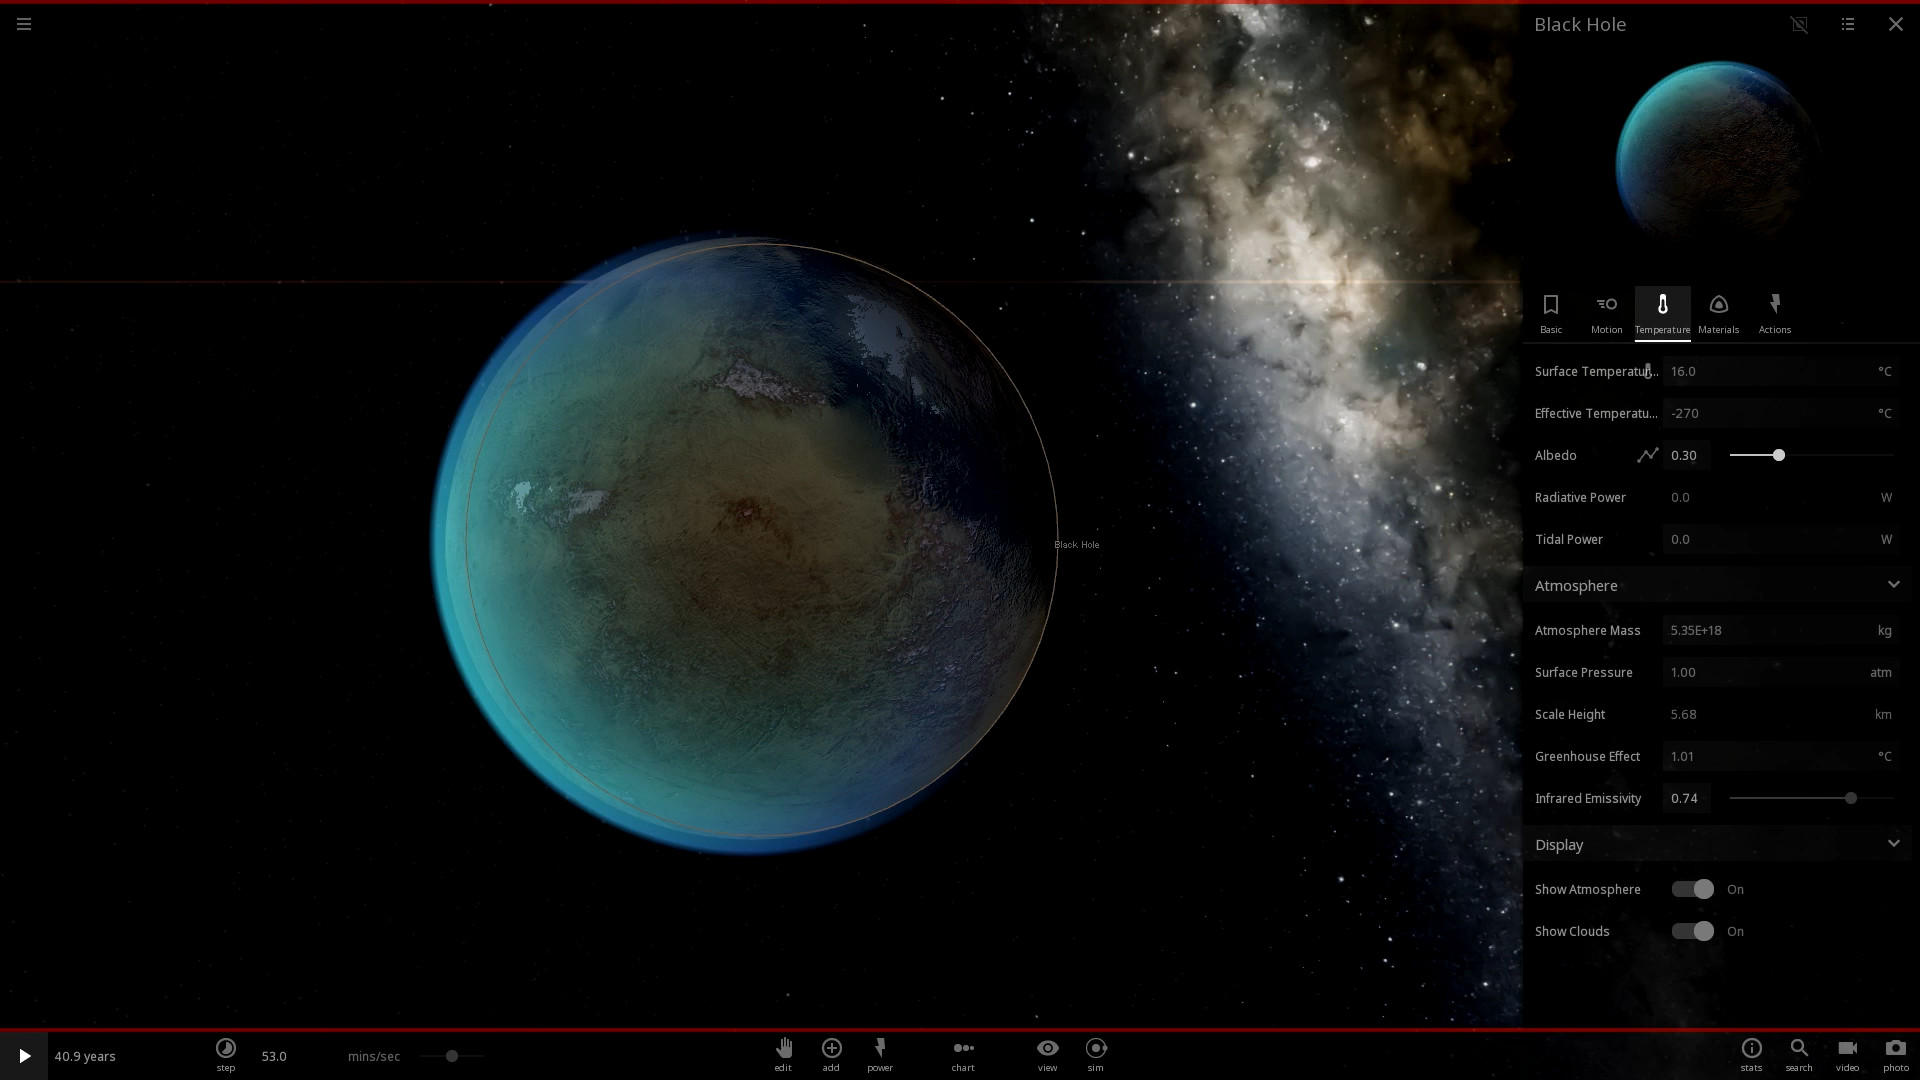 Black Hole
Black Hole
Basic
Motion
Temperature
Materials
Actions
Surface Temperatur... 16.0 °C
Effective Temperatu... -270 °C
Albedo 0.30
Radiative Power 0.0 W
Tidal Power 0.0 W
Atmosphere
Atmosphere Mass 5.35E+18 kg
Surface Pressure 1.00 atm
Scale Height 5.68 km
Greenhouse Effect 1.01 °C
Infrared Emissivity 0.74
Display
Show Atmosphere On
Show Clouds On
40.9 years
step
53.0 mins/sec
edit
add
power
chart
view
sim
stats
search
video
photo